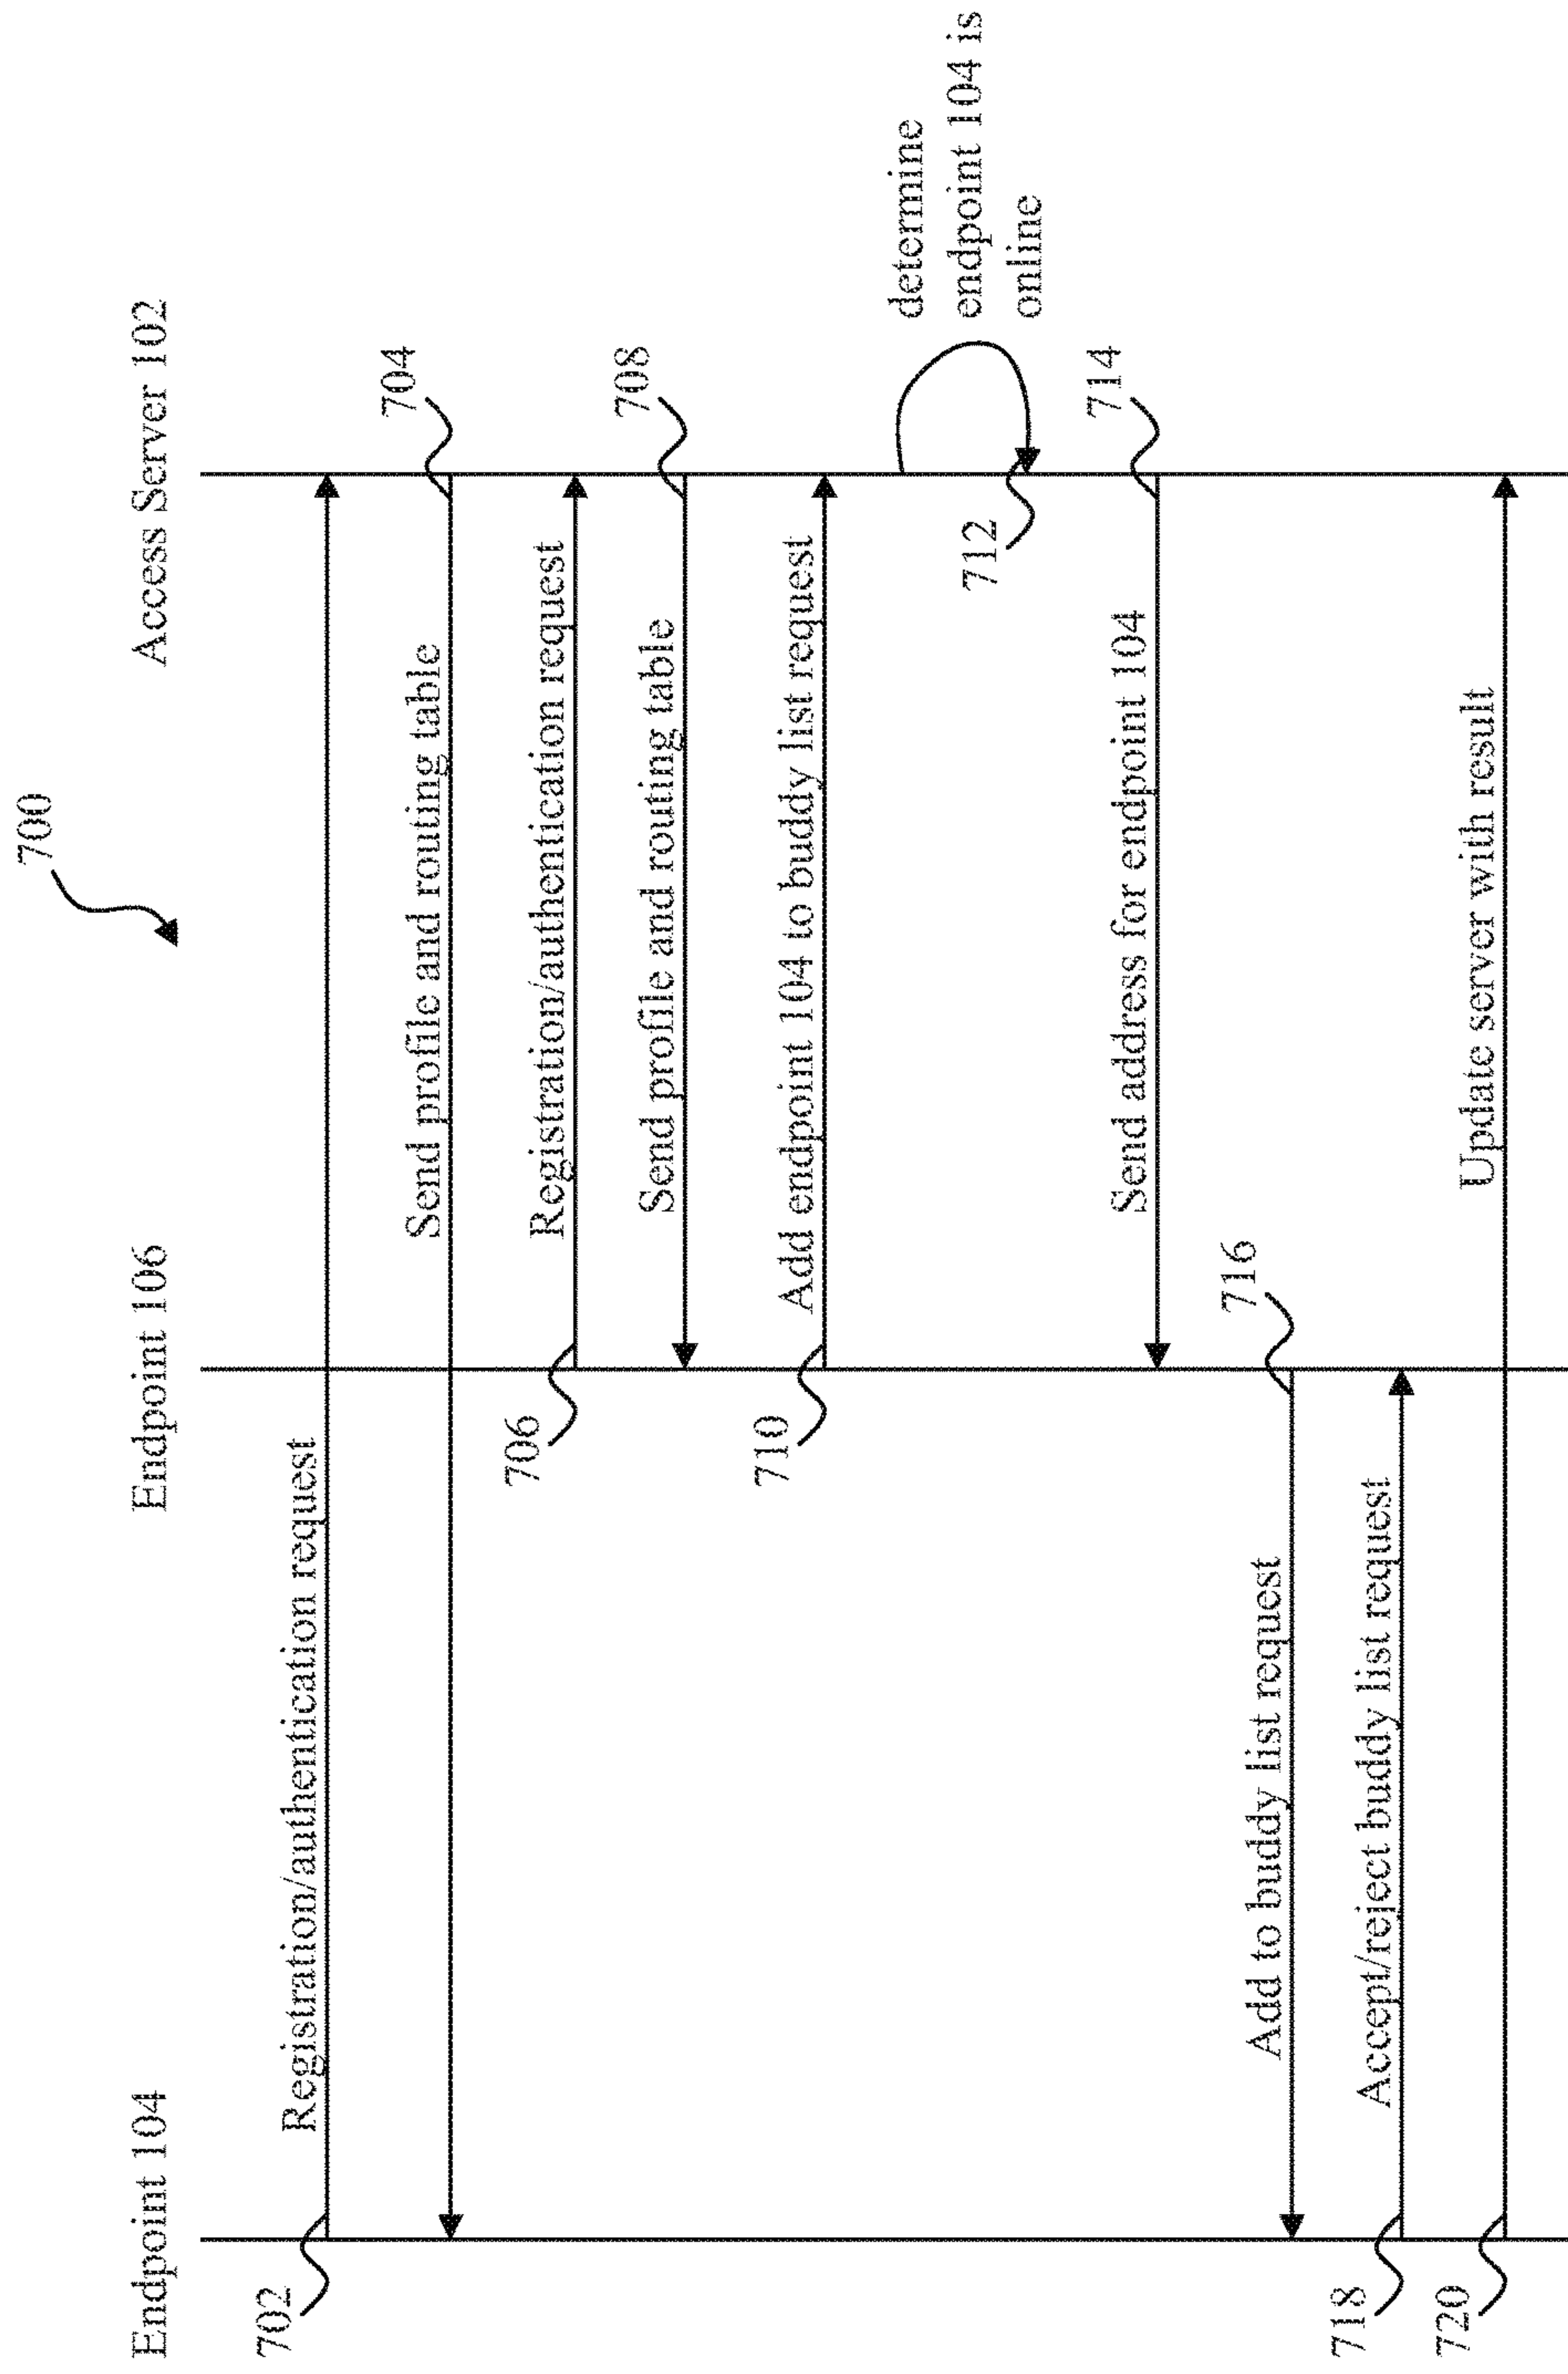 700
Endpoint 104
Endpoint 106
Access Server 102
702
Registration/authentication request
704
Send profile and routing table
706
Registration/authentication request
708
Send profile and routing table
710
Add endpoint 104 to buddy list request
determine
endpoint 104 is
online
712
714
Send address for endpoint 104
716
Add to buddy list request
718
Accept/reject buddy list request
720
Update server with result